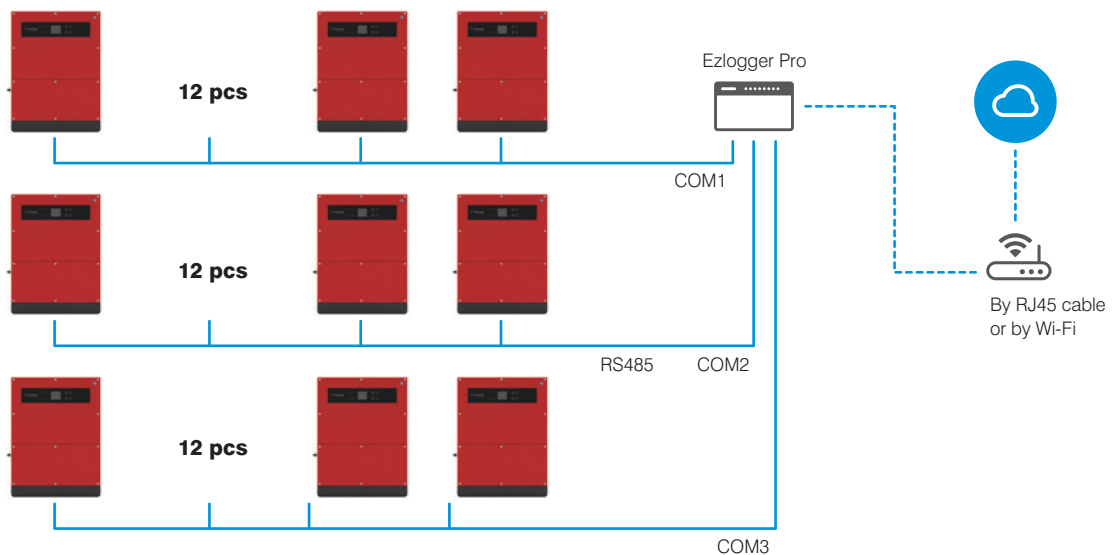 12 pcs
Ezlogger Pro
COM1
12 pcs
By RJ45 cable
or by Wi-Fi
RS485
COM2
12 pcs
COM3